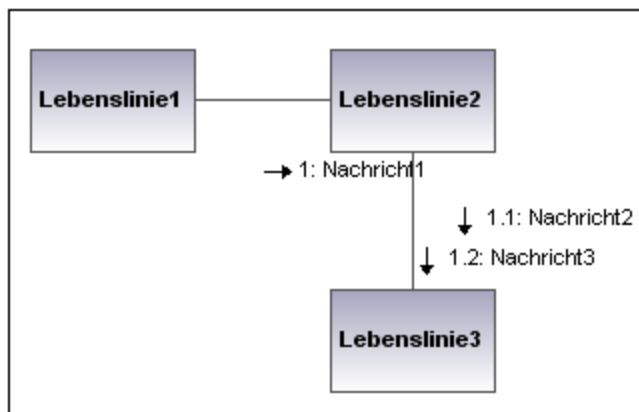 Lebenslinie1
Lebenslinie2
1: Nachricht1
1.1: Nachricht2
1.2: Nachricht3
Lebenslinie3